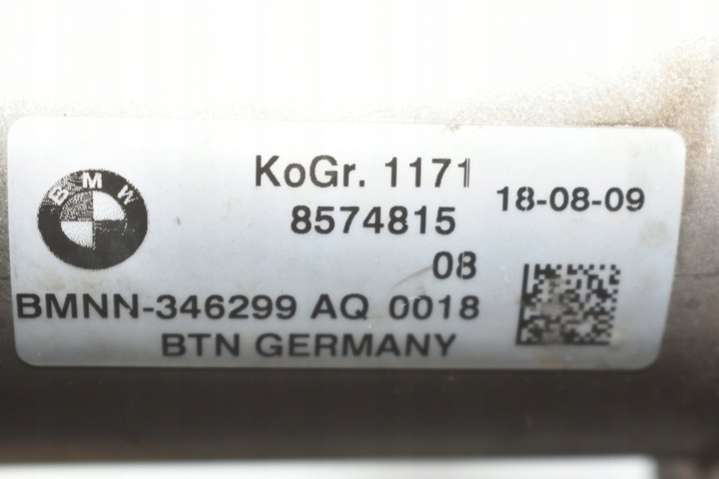 BMW
KoGr. 1171
18-08-09
8574815
08
BMNN-346299 AQ 0018
BTN GERMANY